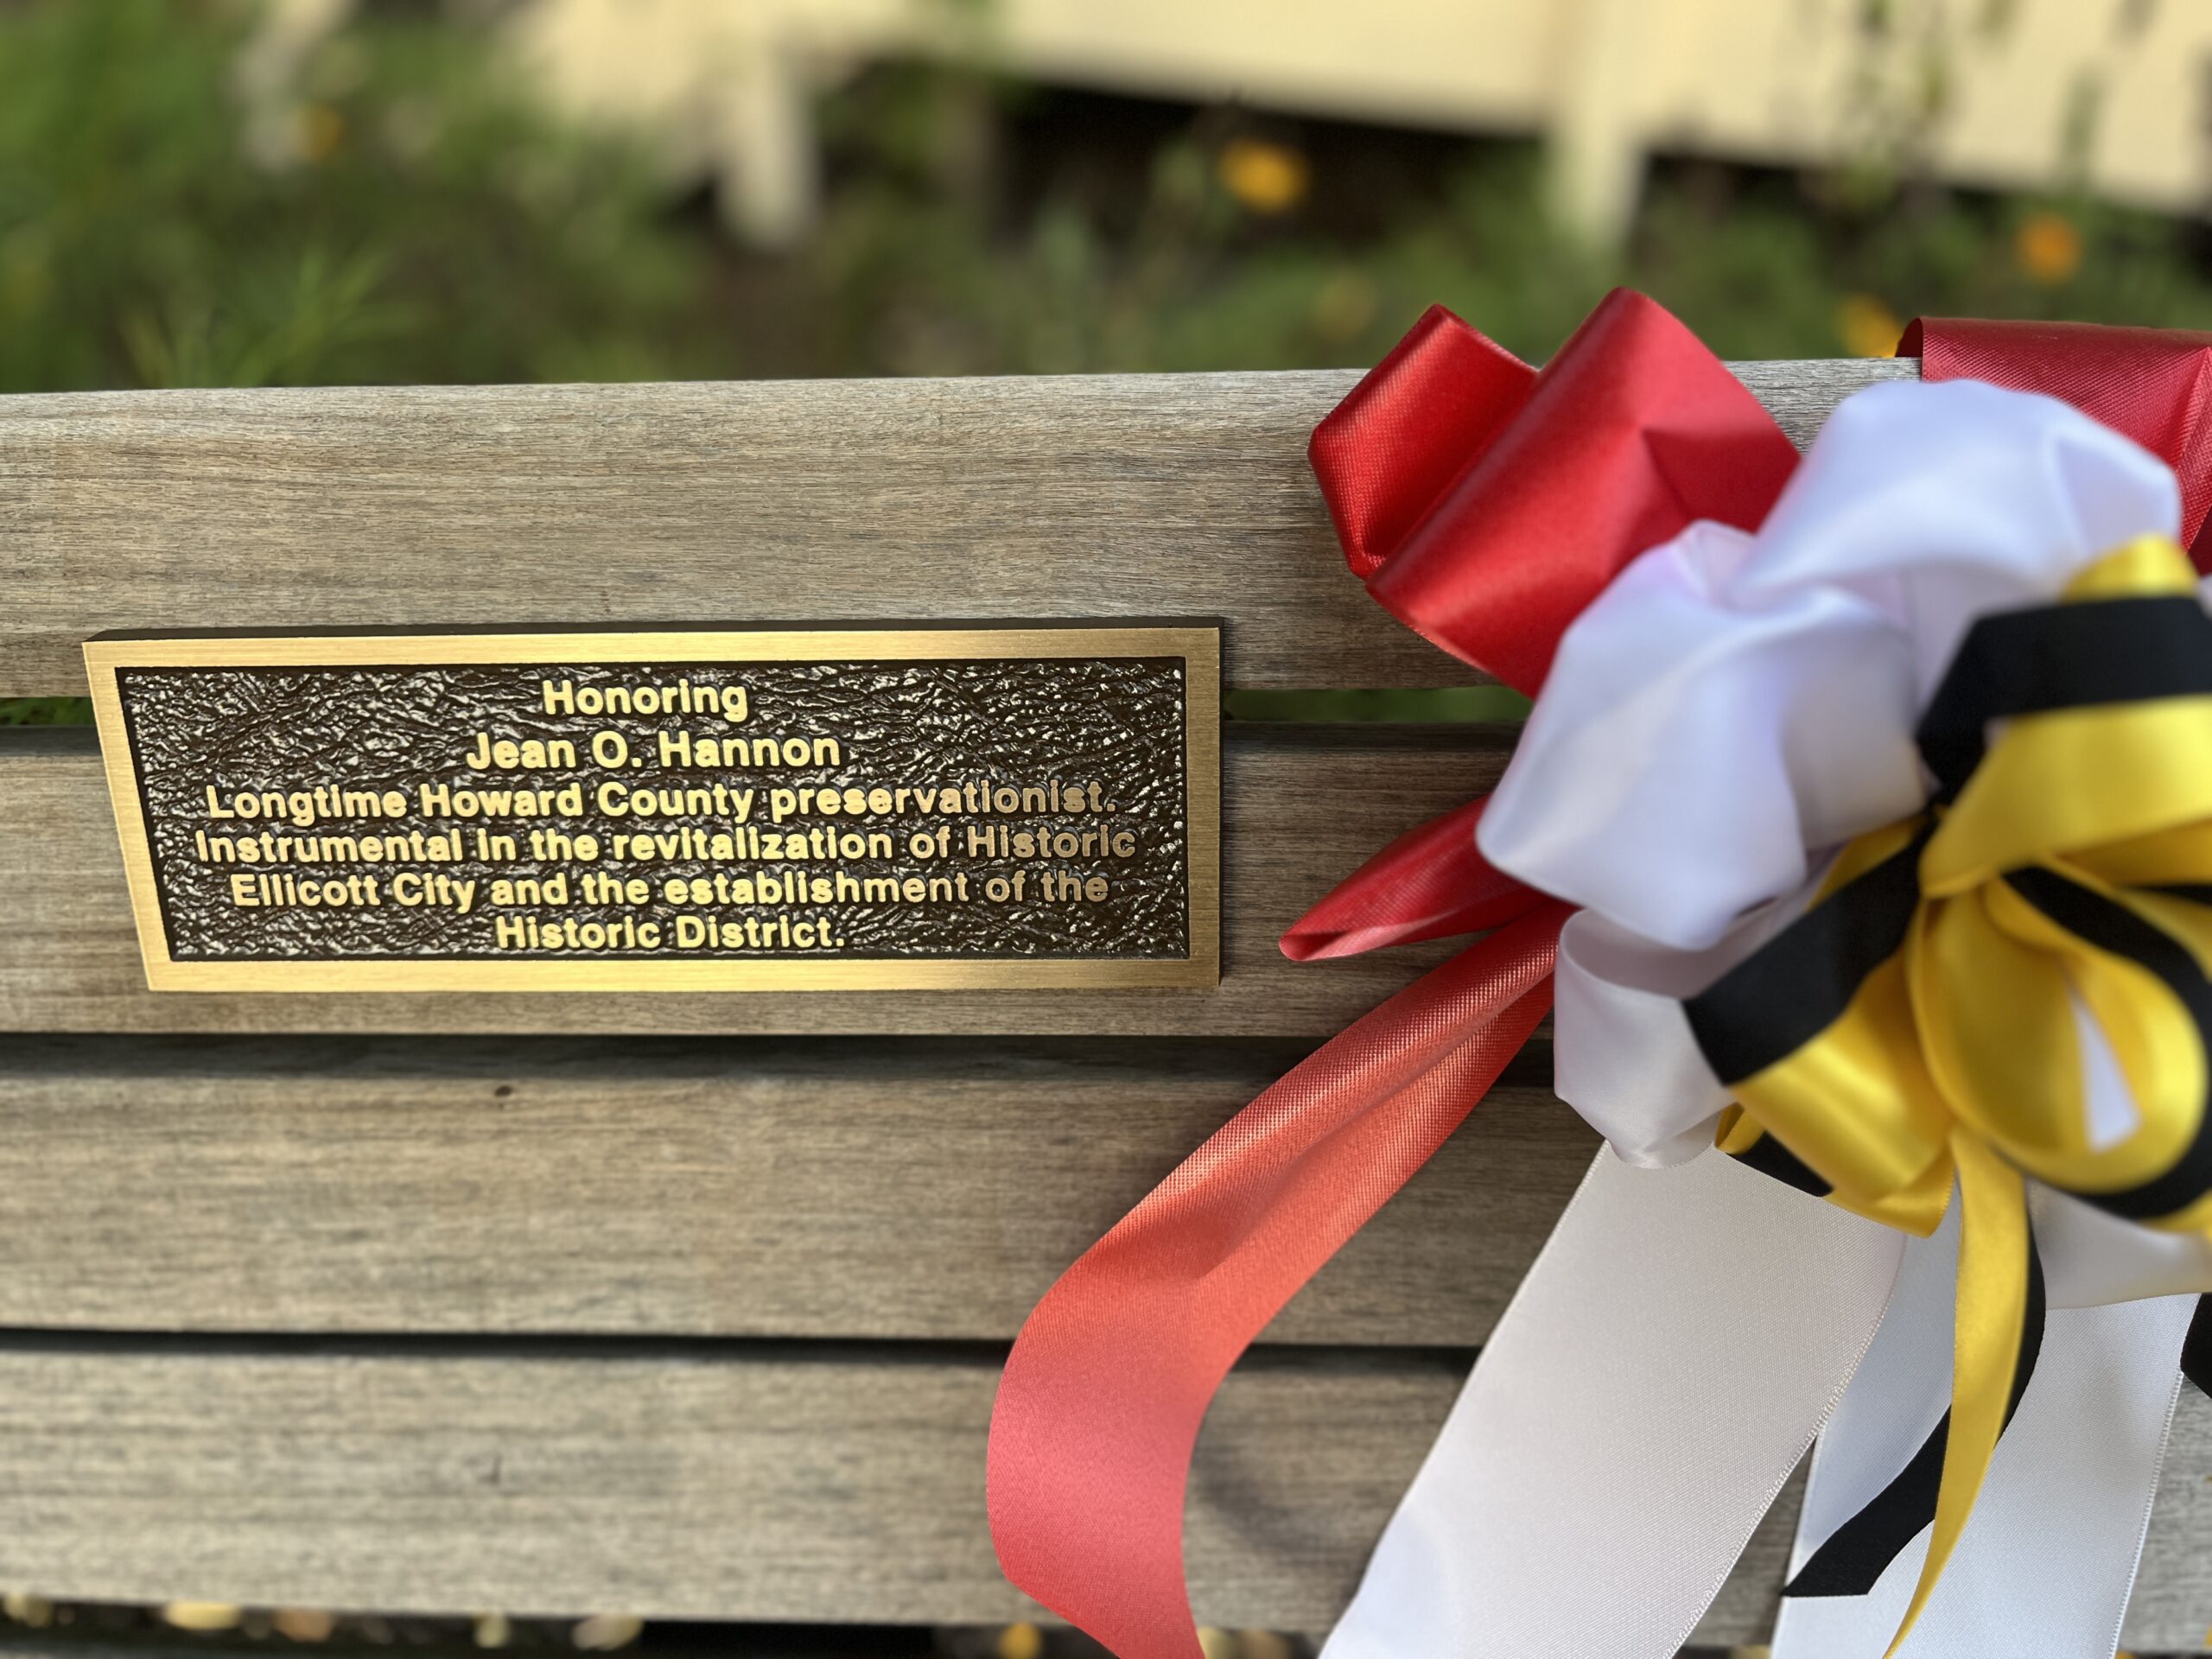 Honoring
Jean O. Hannon
Longtime Howard County preservationist.
Instrumental in the revitalization of Historic
Ellicott City and the establishment of the
Historic District.